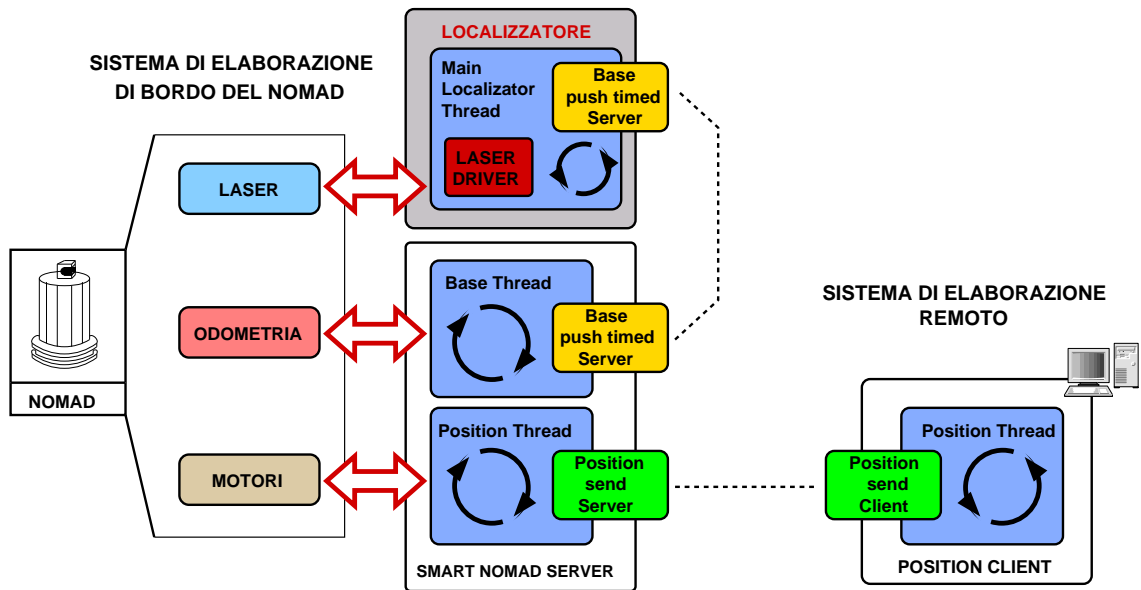 SISTEMA DI ELABORAZIONE
DI BORDO DEL NOMAD
LOCALIZZATORE
Main
Localizator
Thread
Base
push timed
Server
LASER
DRIVER
LASER
ODOMETRIA
MOTORI
NOMAD
Base Thread
Base
push timed
Server
Position Thread
Position
send
Server
SMART NOMAD SERVER
SISTEMA DI ELABORAZIONE
REMOTO
Position Thread
Position
send
Client
POSITION CLIENT